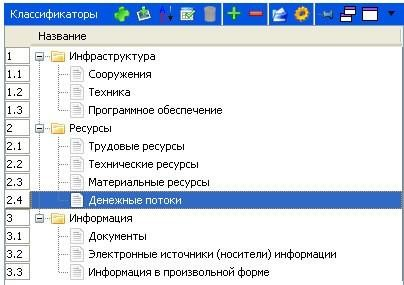 Классификаторы
Название
1 Инфраструктура
1.1 Сооружения
1.2 Техника
1.3 Программное обеспечение
2 Ресурсы
2.1 Трудовые ресурсы
2.2 Технические ресурсы
2.3 Материальные ресурсы
2.4 Денежные потоки
3 Информация
3.1 Документы
3.2 Электронные источники (носители) информации
3.3 Информация в произвольной форме